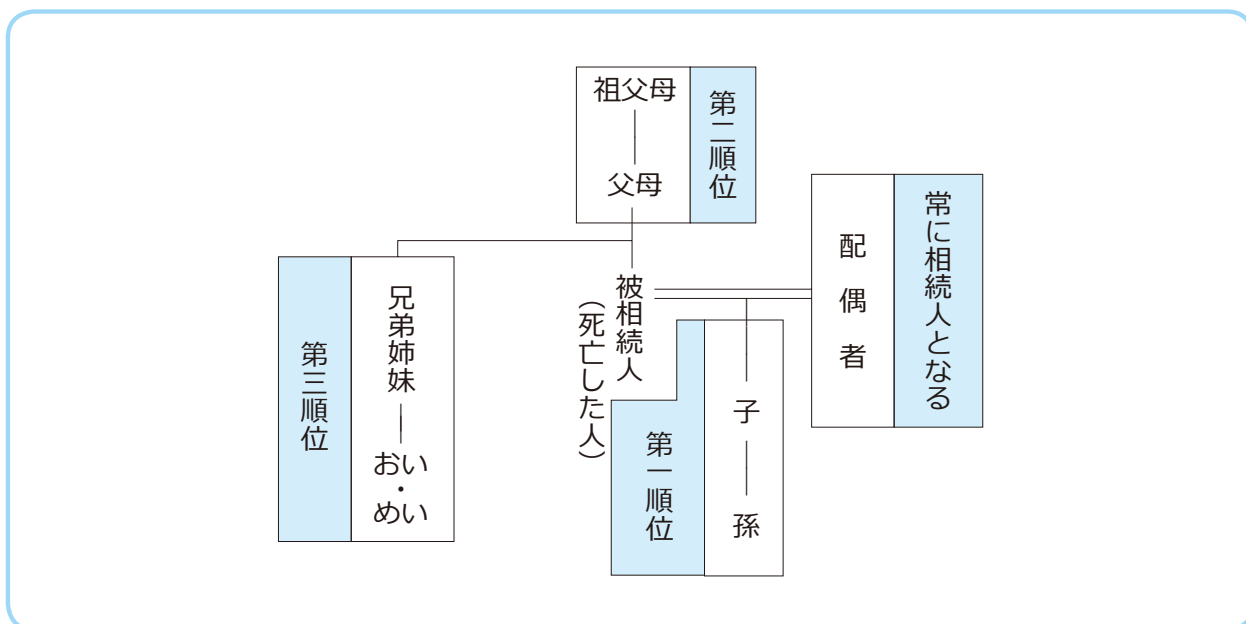 祖父母
父母
第二順位
配偶者
常に相続人となる
被相続人
（死亡した人）
兄弟姉妹
おい・めい
第三順位
子
孫
第一順位